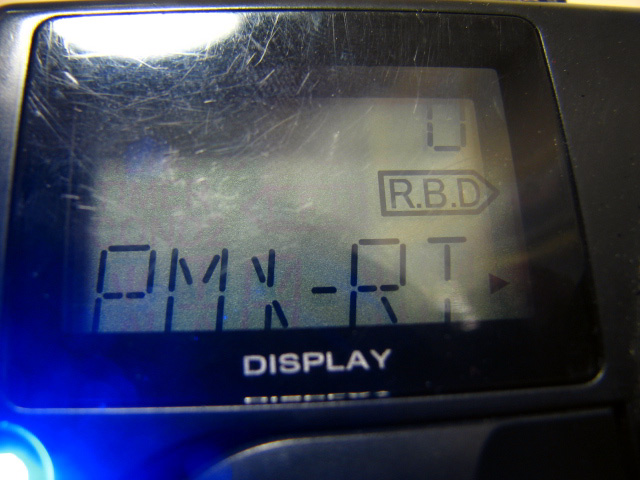 U
R.B.D
PMX-RT
DISPLAY